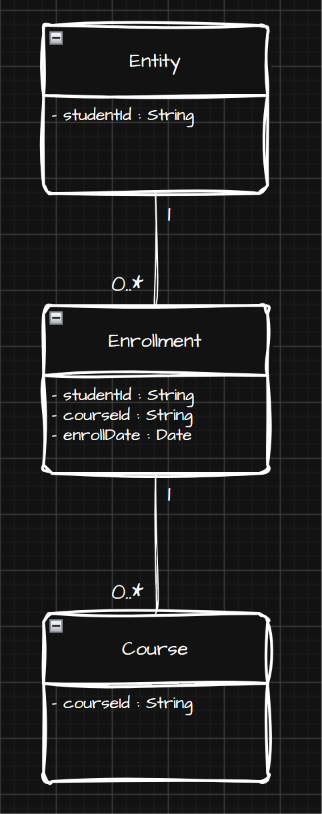 Entity
- studentId : String
1
0..*
Enrollment
- studentId : String
- courseId : String
- enrollDate : Date
1
0..*
Course
- courseId : String